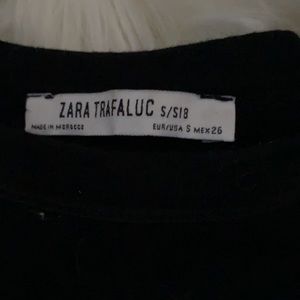 ZARA TRAFALUC S/S18
MADE IN MOROCCO EUR/USA S MEX 26